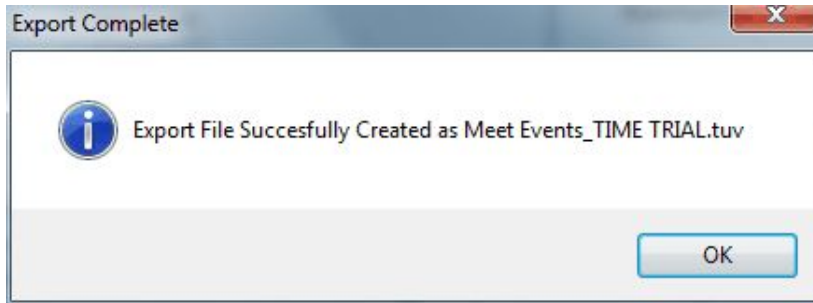 Export Complete
Export File Succesfully Created as Meet Events_TIME TRIAL.tuv
OK